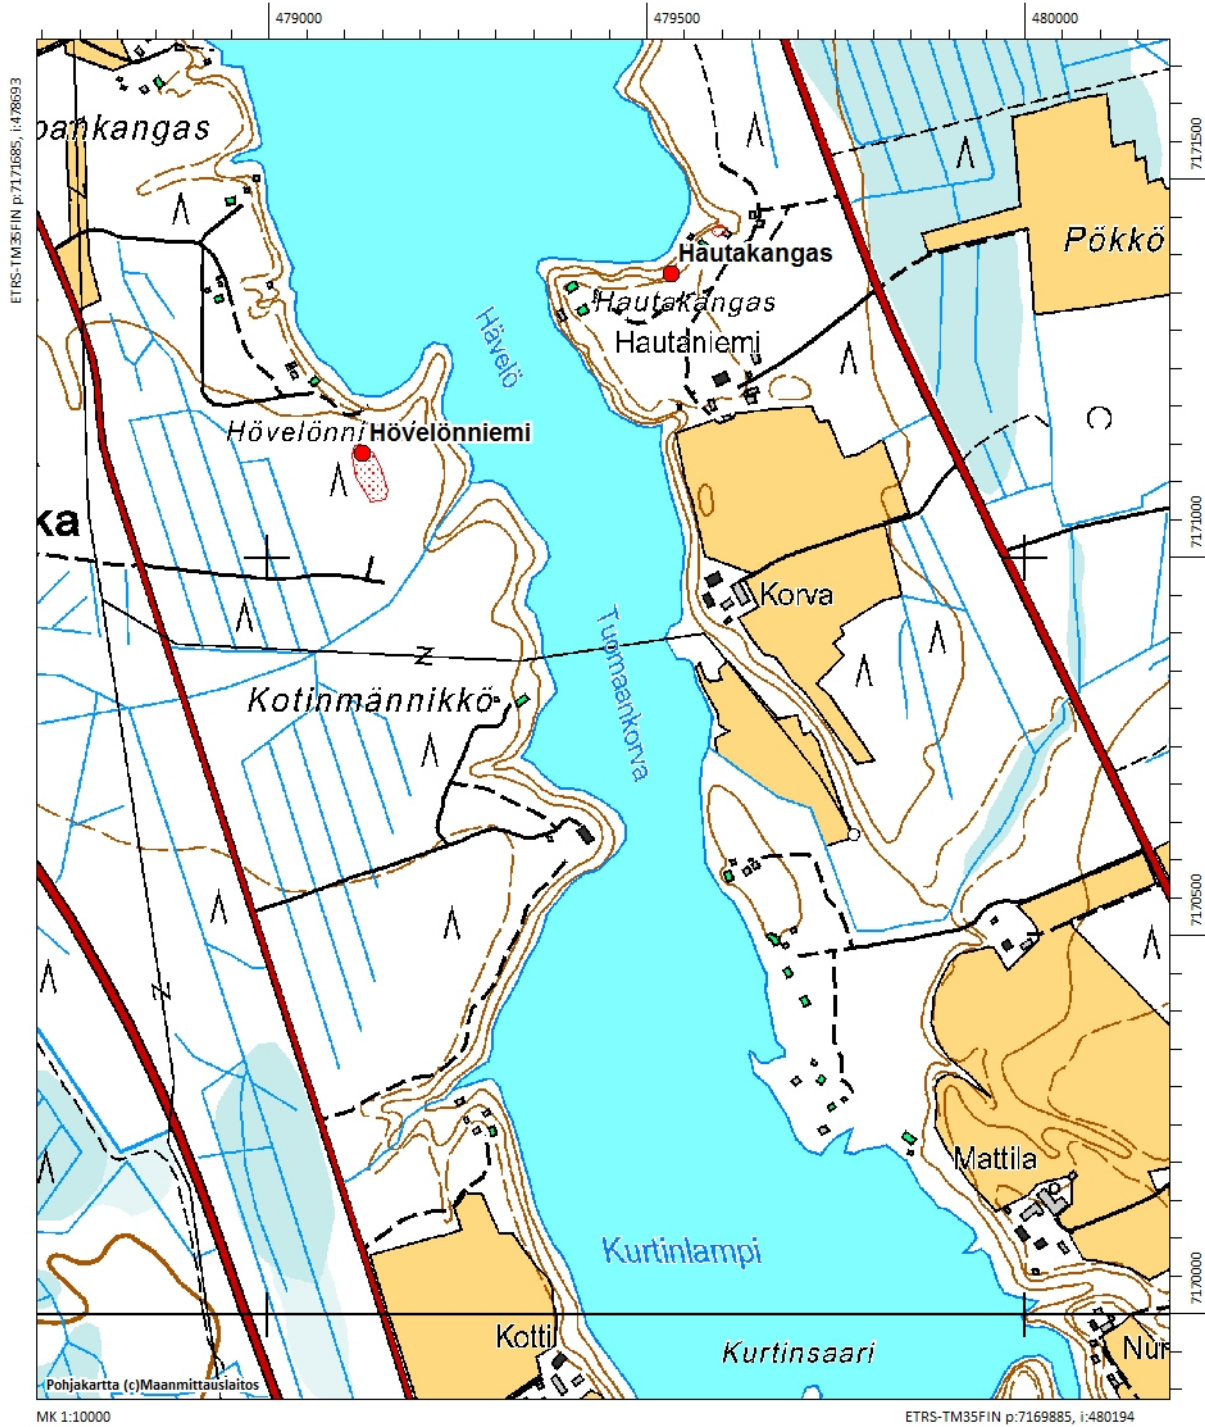 479000
479500
480000
ETRS-TM35FIN p:7171685, i:478693
7171500
pankangas
Pökkö
Hautakangas
Hautakangas
Hävelö
Hautaniemi
Hövelönni
Hövelönniemi
7171000
ka
Korva
Tuomaankorva
Kotinmännikkö
7170500
Mattila
Kurtinlampi
7170000
Kotti
Kurtinsaari
Nur
Pohjakartta (c)Maanmittauslaitos
MK 1:10000
ETRS-TM35FIN p:7169885, i:480194